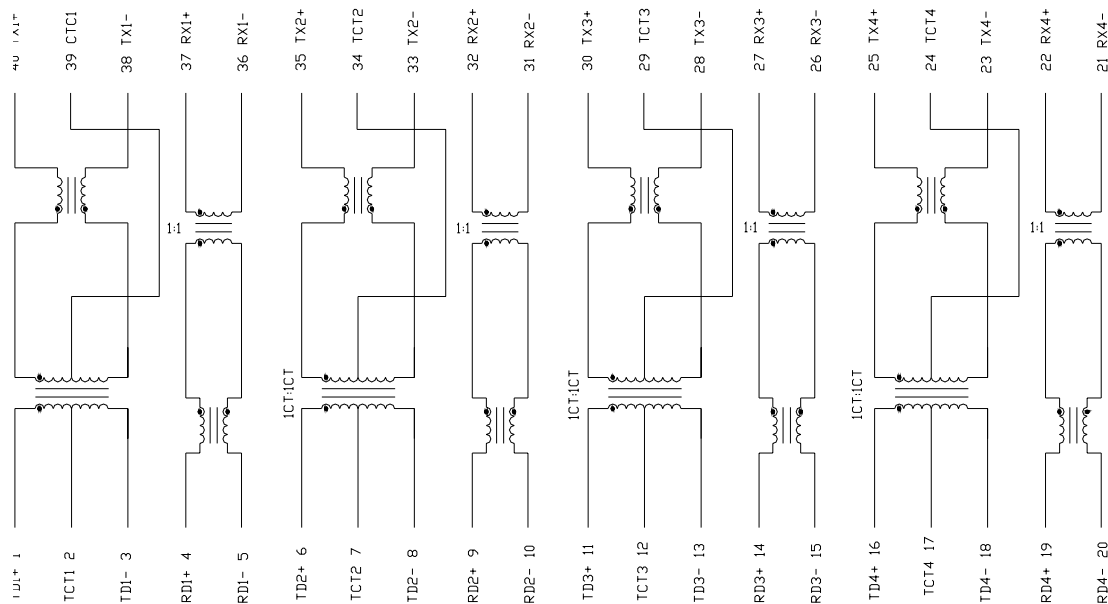 39 CTC1
38 TX1-
37 RX1+
36 RX1-
35 TX2+
34 TCT2
33 TX2-
32 RX2+
31 RX2-
30 TX3+
29 TCT3
28 TX3-
27 RX3+
26 RX3-
25 TX4+
24 TCT4
23 TX4-
22 RX4+
21 RX4-
1:1
1:1
1:1
1:1
1CT:1CT
1CT:1CT
1CT:1CT
TD1+ 1
TCT1 2
TD1- 3
RD1+ 4
RD1- 5
TD2+ 6
TCT2 7
TD2- 8
RD2+ 9
RD2- 10
TD3+ 11
TCT3 12
TD3- 13
RD3+ 14
RD3- 15
TD4+ 16
TCT4 17
TD4- 18
RD4+ 19
RD4- 20